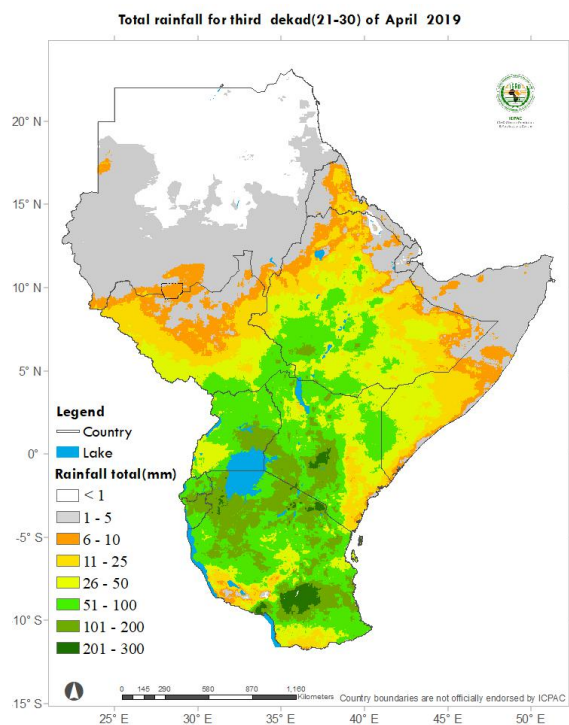 Total rainfall for third dekad(21-30) of April 2019
ICPAC
20° N
15° N
10° N
5° N
0°
-5° S
10° S
15° S
Legend
Country
Lake
Rainfall total(mm)
< 1
1 - 5
6 - 10
11 - 25
26 - 50
51 - 100
101 - 200
201 - 300
0 145 290 580 870 1,160
Kilometers
Country boundaries are not officially endorsed by ICPAC
25° E 30° E 35° E 40° E 45° E 50° E